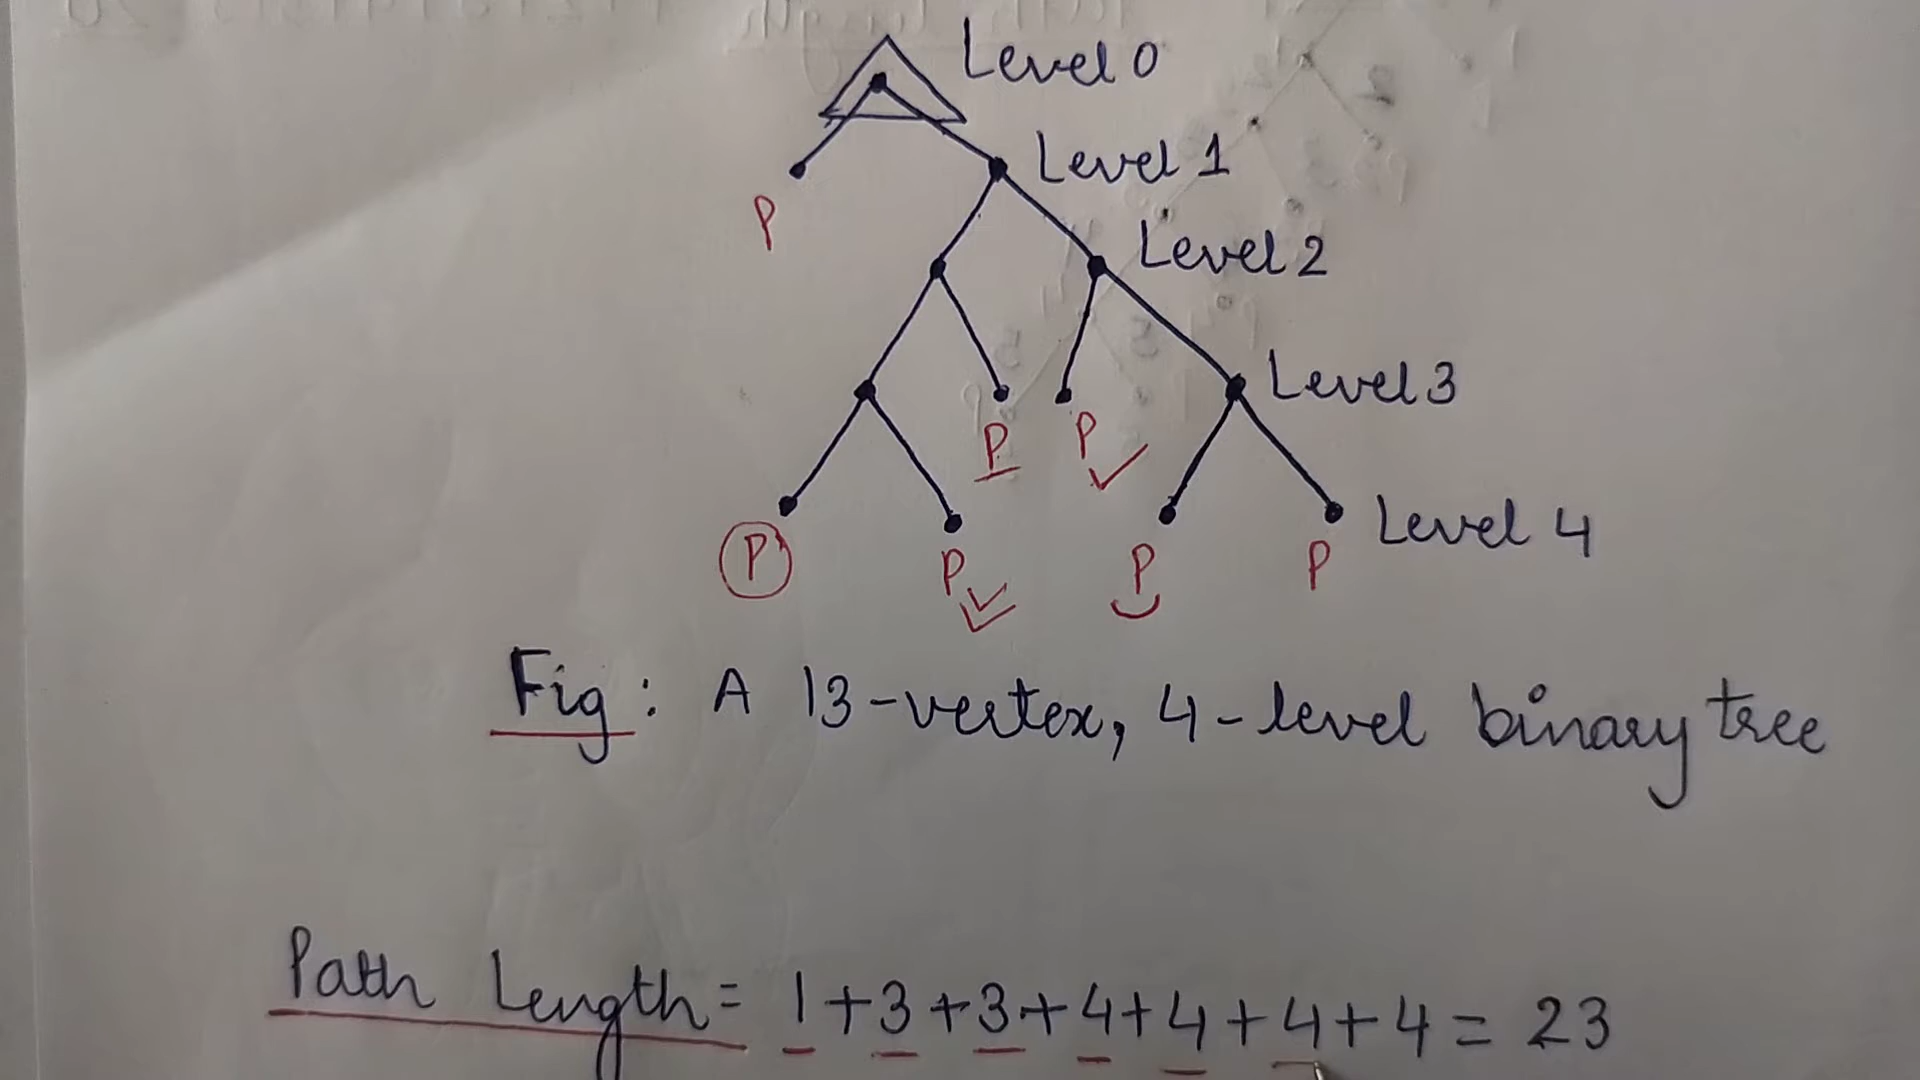 Level 0
Level 1
P
Level 2
Level 3
P P
Level 4
P P P P
Fig: A 13-vertex, 4-level binary tree
Path Length = 1+3+3+4+4+4+4 = 23